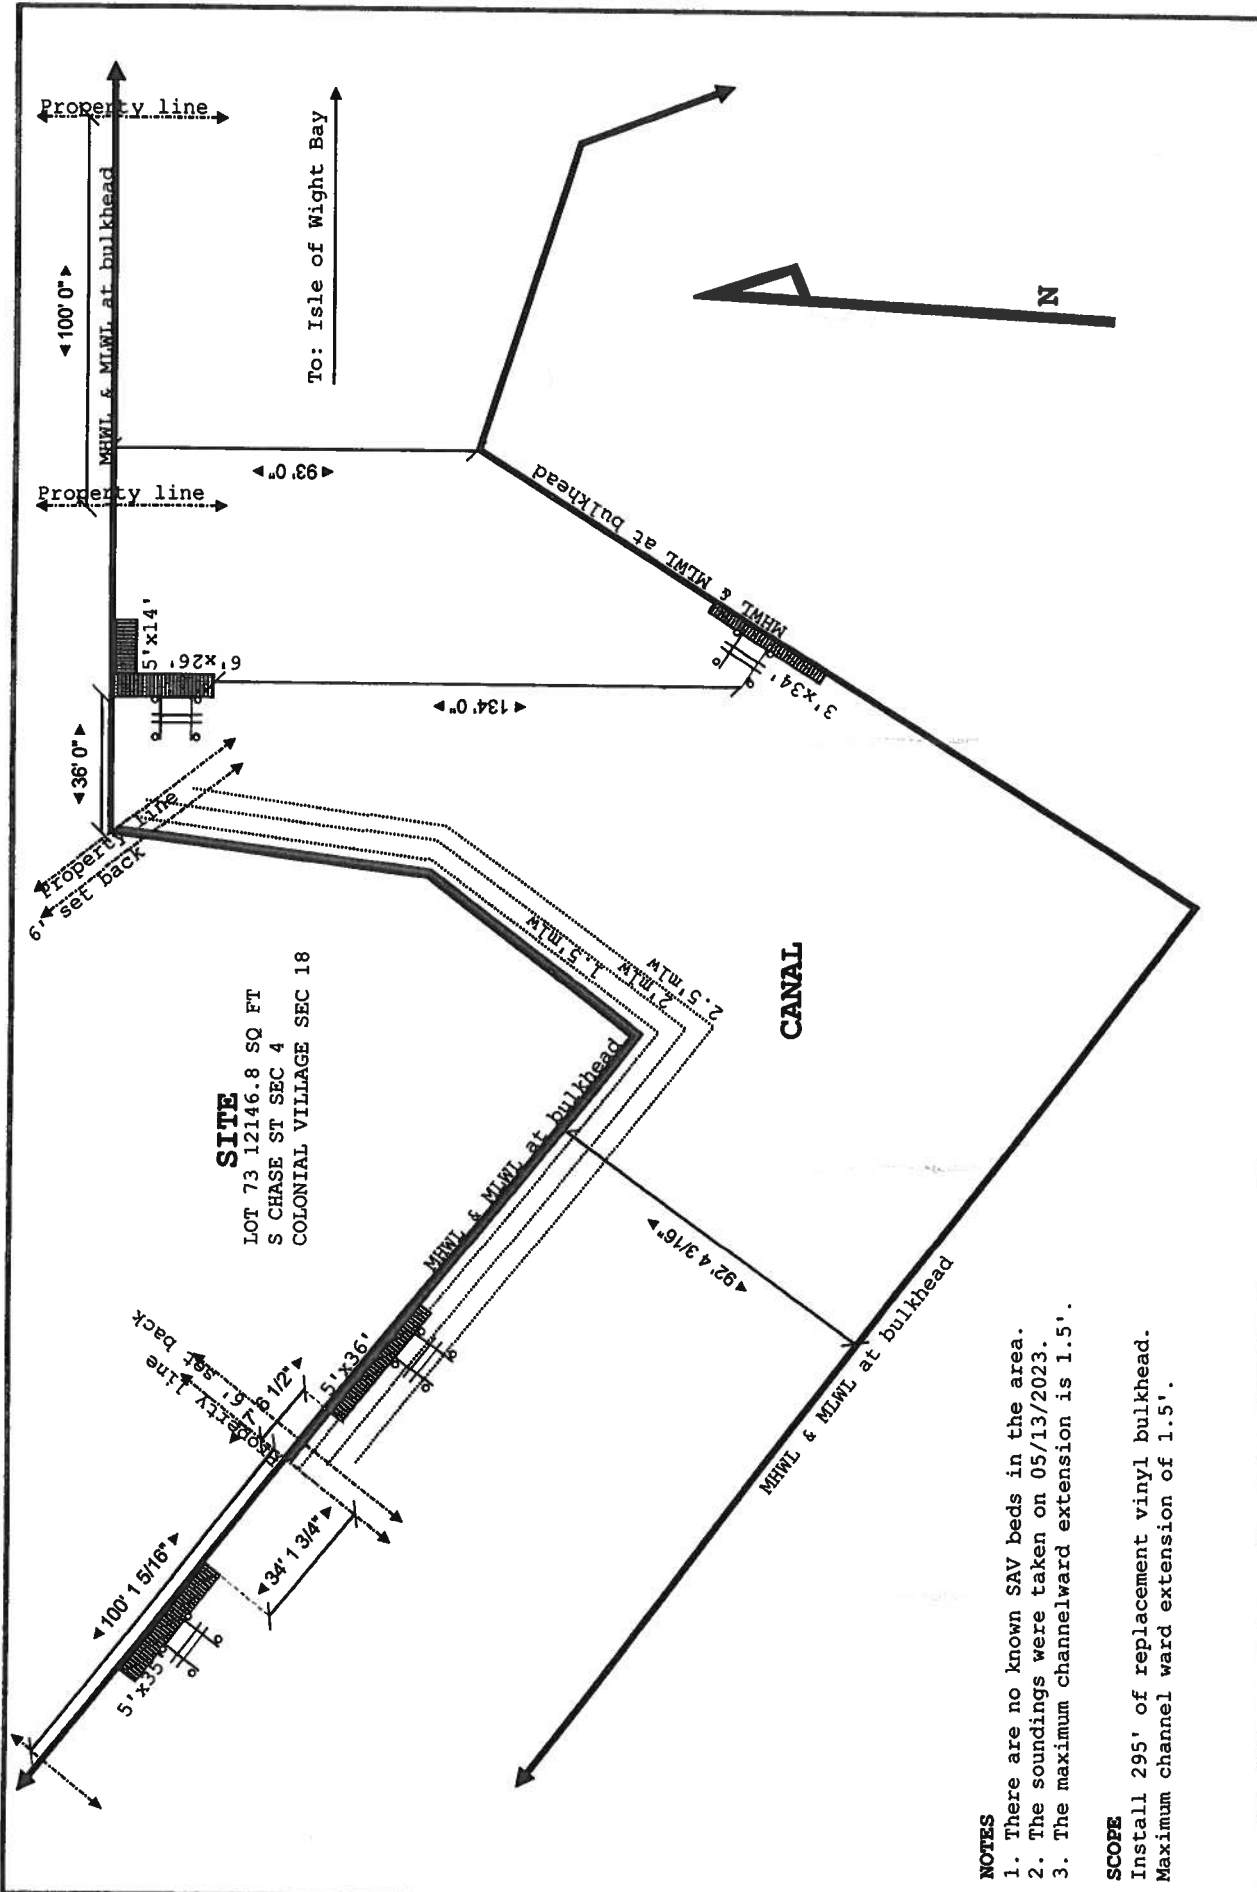 Property line
MHWL & MLWL at bulkhead
◄100' 0"►
Property line
To: Isle of Wight Bay
◄93' 0"►
5'x14'
6'x26'
◄36' 0"►
◄134' 0"►
MHWL & MLWL at bulkhead
3'x34'
N
Property line
6' set back
SITE
LOT 73 12146.8 SQ FT
S CHASE ST SEC 4
COLONIAL VILLAGE SEC 18
1.5'mlw
2'mlw
2.5'mlw
CANAL
MHWL & MLWL at bulkhead
◄92' 4 3/16"►
MHWL & MLWL at bulkhead
5'x36'
6' set back
Property line
◄7' 6 1/2"►
◄34' 1 3/4"►
◄100' 1 5/16"►
5'x35'
NOTES
1. There are no known SAV beds in the area.
2. The soundings were taken on 05/13/2023.
3. The maximum channelward extension is 1.5'.
SCOPE
Install 295' of replacement vinyl bulkhead.
Maximum channel ward extension of 1.5'.